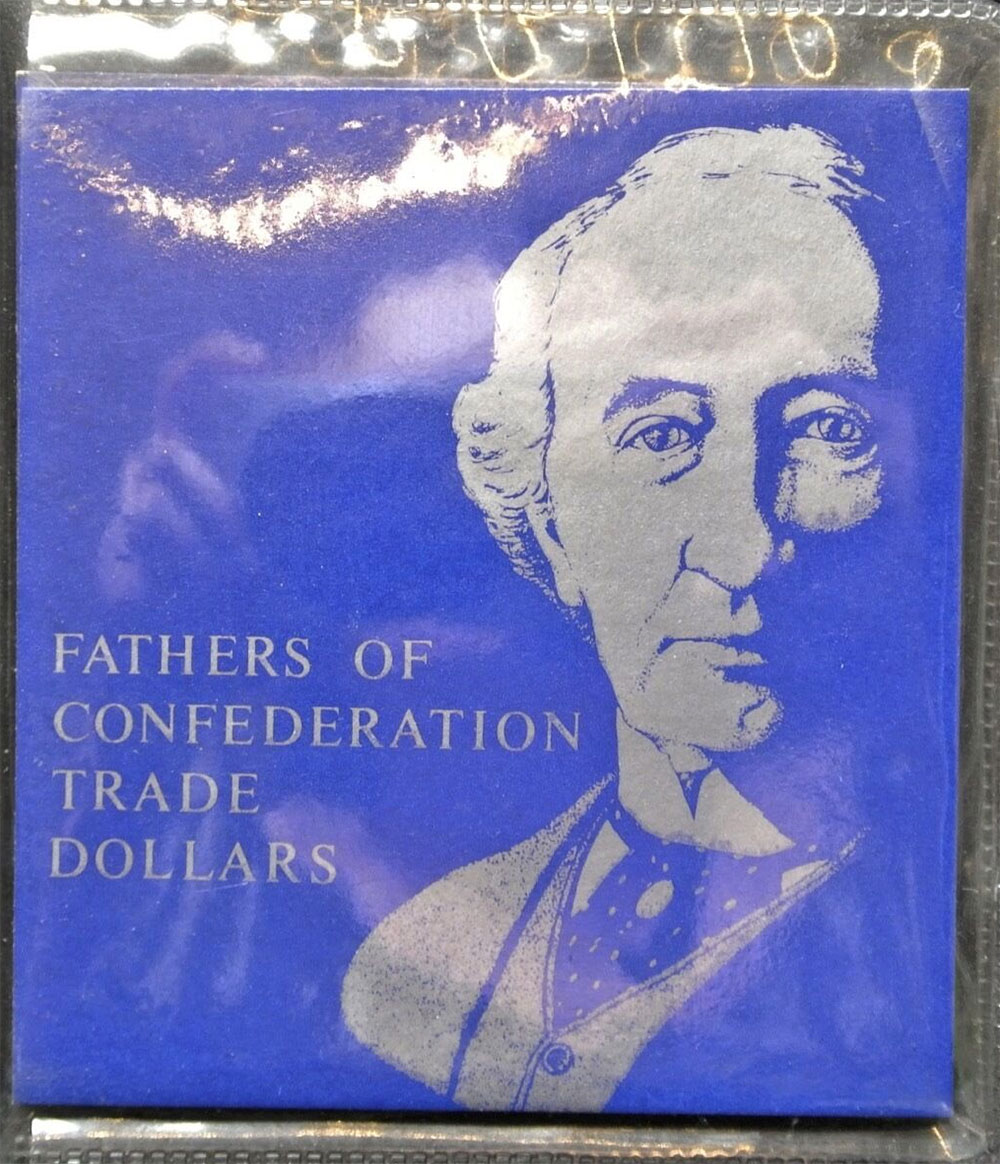 FATHERS OF
CONFEDERATION
TRADE
DOLLARS